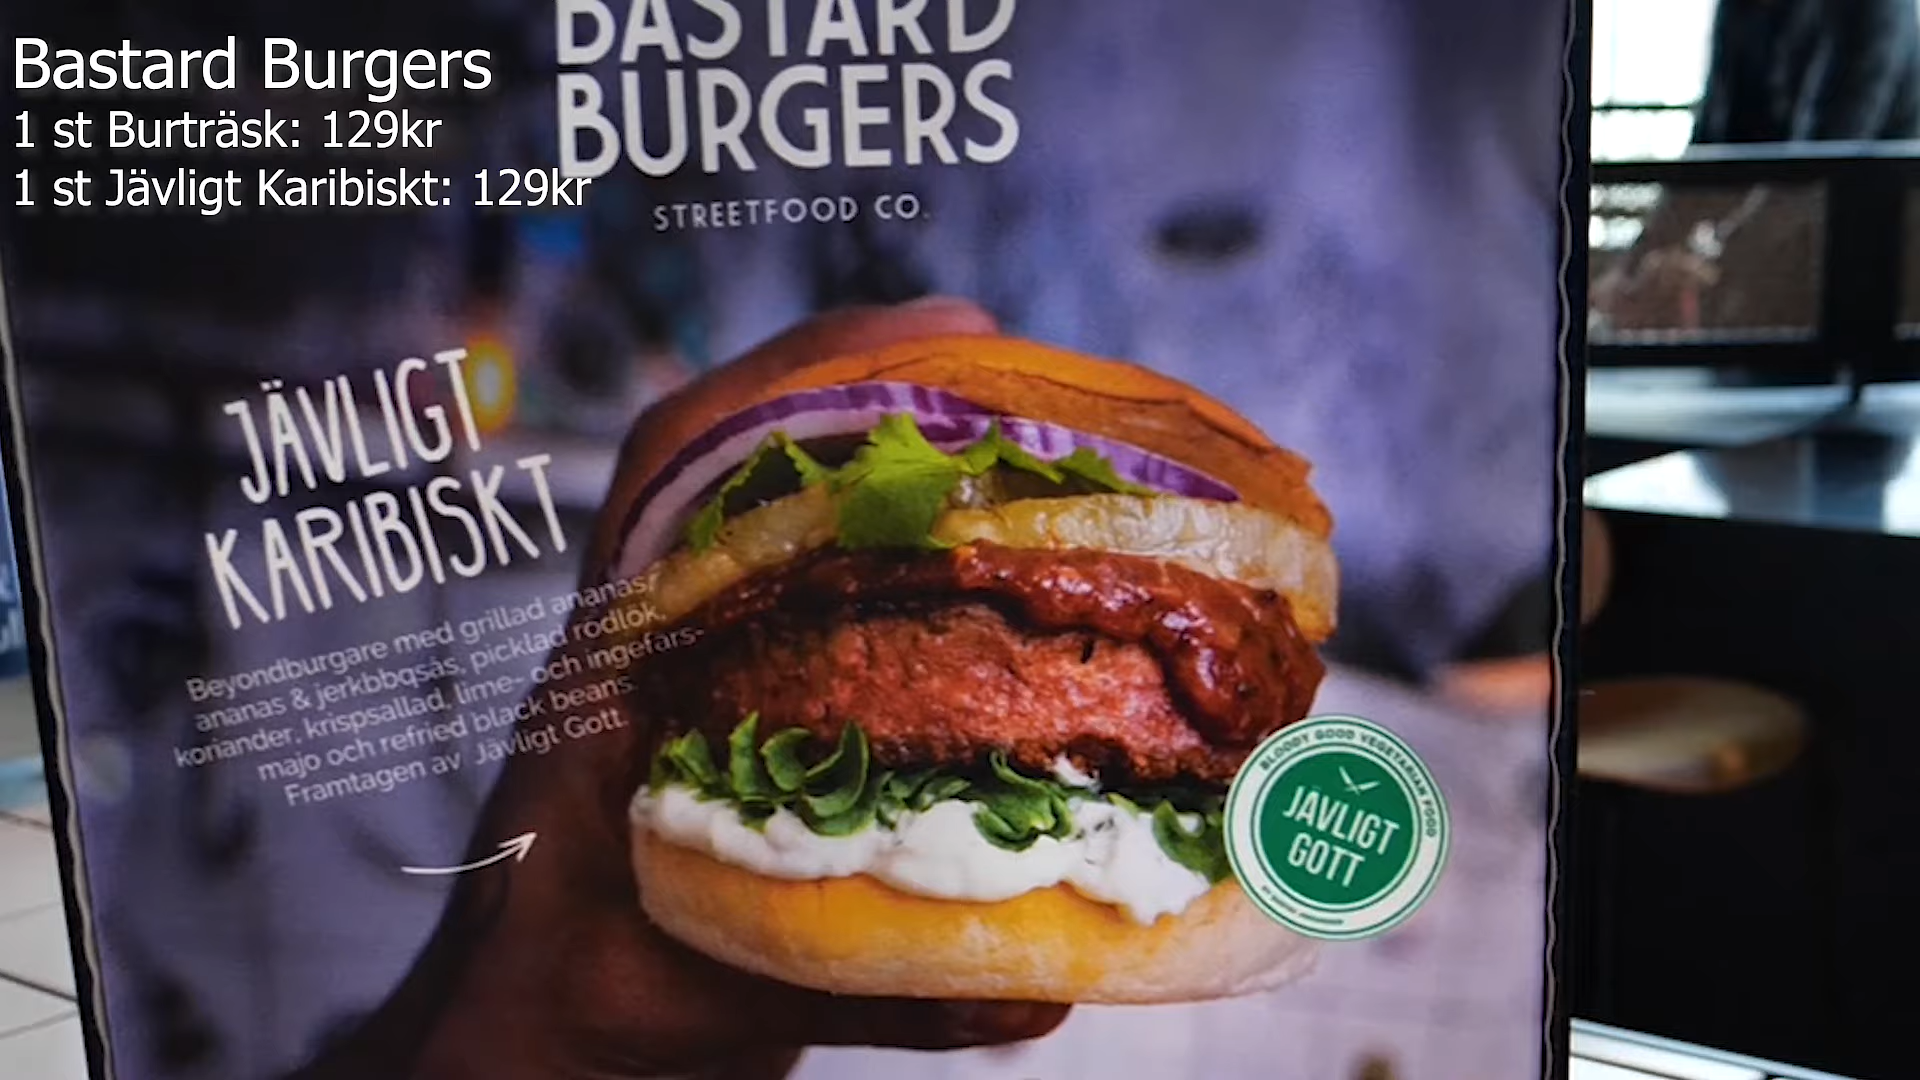 Bastard Burgers
1 st Burträsk: 129kr
1 st Jävligt Karibiskt: 129kr
BASTARD
BURGERS
STREETFOOD CO.
JÄVLIGT
KARIBISKT
Beyondburgare med grillad ananas,
ananas & jerkbbqsås, picklad rödlök,
koriander, krispsallad, lime- och ingefärs-
majo och refried black beans.
Framtagen av Jävligt Gott.
BLOODY GOOD VEGETARIAN FOOD
JÄVLIGT
GOTT